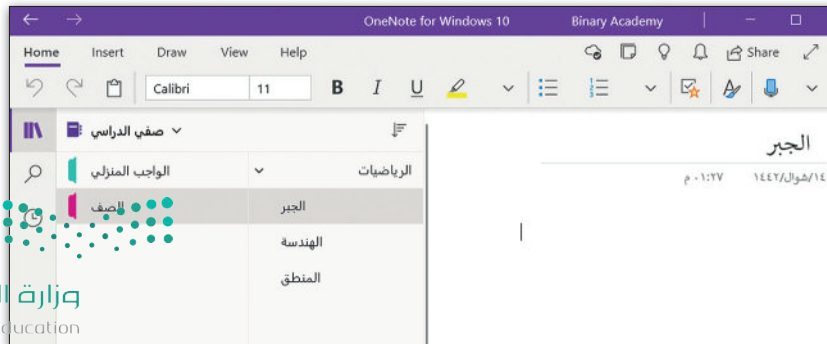 OneNote for Windows 10 Binary Academy
Home Insert Draw View Help Share
Calibri 11 B I U
صفي الدراسي
الواجب المنزلي
الصف
الرياضيات
الجبر
الهندسة
المنطق
الجبر
١٤/شوال/١٤٤٢ ٠١:٢٧ م
وزارة ال
ducation